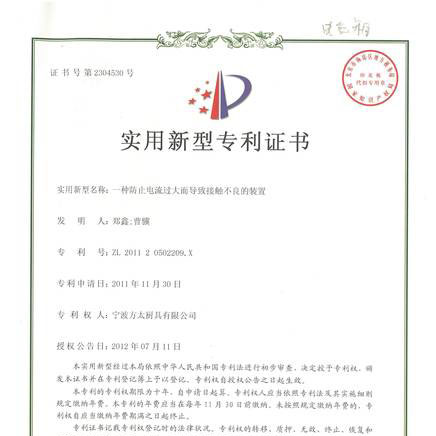 证书号第2304530号
实用新型专利证书
实用新型名称：一种防止电流过大而导致接触不良的装置
发明人：郑鑫;曹骥
专利号：ZL 2011 2 0502209.X
专利申请日：2011年11月30日
专利权人：宁波方太厨具有限公司
授权公告日：2012年07月11日
本实用新型经过本局依照中华人民共和国专利法进行初步审查，决定授予专利权，颁
发本证书并在专利登记簿上予以登记。专利权自授权公告之日起生效。
本专利的专利权期限为十年，自申请日起算。专利权人应当依照专利法及其实施细则
规定缴纳年费。本专利的年费应当在每年11月30日前缴纳。未按照规定缴纳年费的，专
利权自应当缴纳年费期满之日起终止。
专利证书记载专利权登记时的法律状况。专利权的转移、质押、无效、终止、恢复和